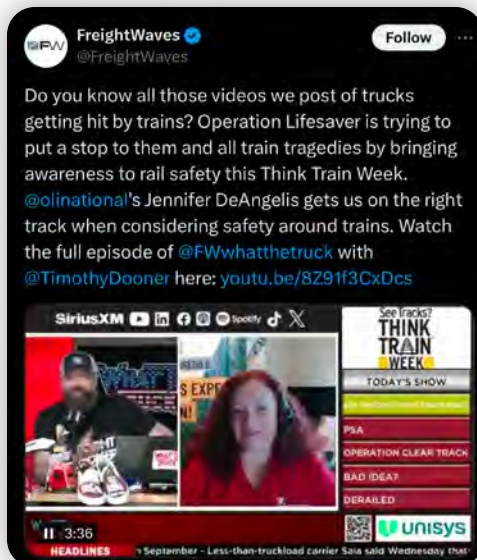 FreightWaves
@FreightWaves
Follow
FW
Do you know all those videos we post of trucks
getting hit by trains? Operation Lifesaver is trying to
put a stop to them and all train tragedies by bringing
awareness to rail safety this Think Train Week.
@olinational's Jennifer DeAngelis gets us on the right
track when considering safety around trains. Watch
the full episode of @FWwhatthetruck with
@TimothyDooner here: youtu.be/8Z91f3CxDcs
SiriusXM
Spotify
See Tracks?
THINK
TRAIN
WEEK
TODAY'S SHOW
PSA
OPERATION CLEAR TRACK
BAD IDEA?
DERAILED
3:36
UNISYS
HEADLINES
September - Less-than-truckload carrier Saia said Wednesday that